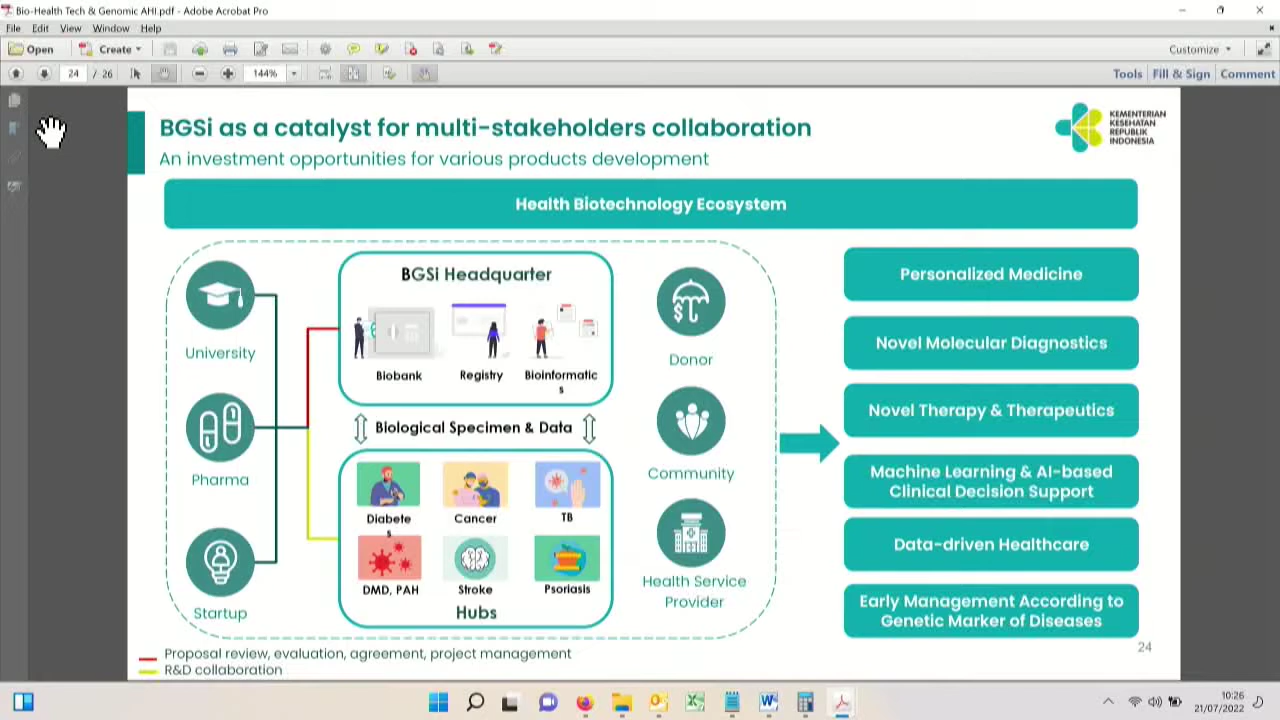 Bio-Health Tech & Genomic AHI.pdf - Adobe Acrobat Pro
File Edit View Window Help
Open Create Customize
24 / 26 144% Tools Fill & Sign Comment
BGSi as a catalyst for multi-stakeholders collaboration
An investment opportunities for various products development
KEMENTERIAN
KESEHATAN
REPUBLIK
INDONESIA
Health Biotechnology Ecosystem
University
Pharma
Startup
BGSi Headquarter
Biobank
Registry
Bioinformatic
s
Biological Specimen & Data
Diabete
s
Cancer
TB
DMD, PAH
Stroke
Psoriasis
Hubs
Donor
Community
Health Service
Provider
Personalized Medicine
Novel Molecular Diagnostics
Novel Therapy & Therapeutics
Machine Learning & AI-based
Clinical Decision Support
Data-driven Healthcare
Early Management According to
Genetic Marker of Diseases
Proposal review, evaluation, agreement, project management
R&D collaboration
24
10:26
21/07/2022